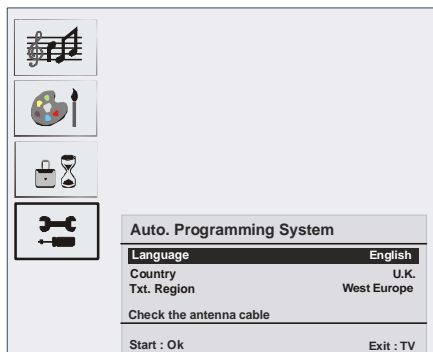 Auto. Programming System
Language English
Country U.K.
Txt. Region West Europe
Check the antenna cable
Start : Ok Exit : TV